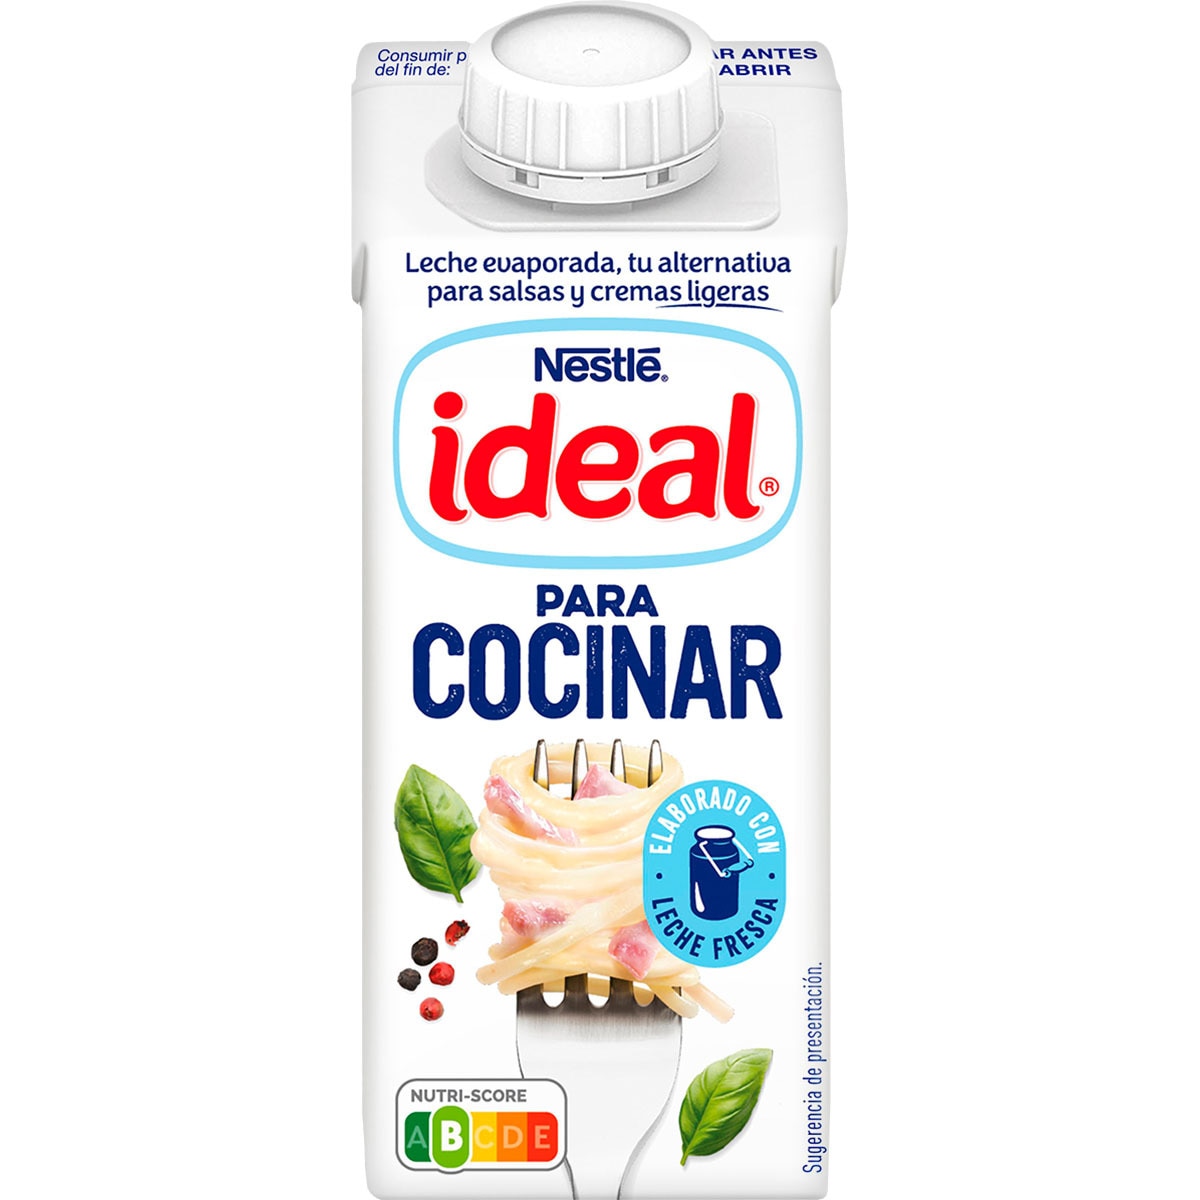 Consumir p
del fin de:
AR ANTES
ABRIR
Leche evaporada, tu alternativa
para salsas y cremas ligeras
Nestlé®
ideal®
PARA
COCINAR
ELABORADO CON
LECHE FRESCA
Sugerencia de presentación.
NUTRI-SCORE
A B C D E